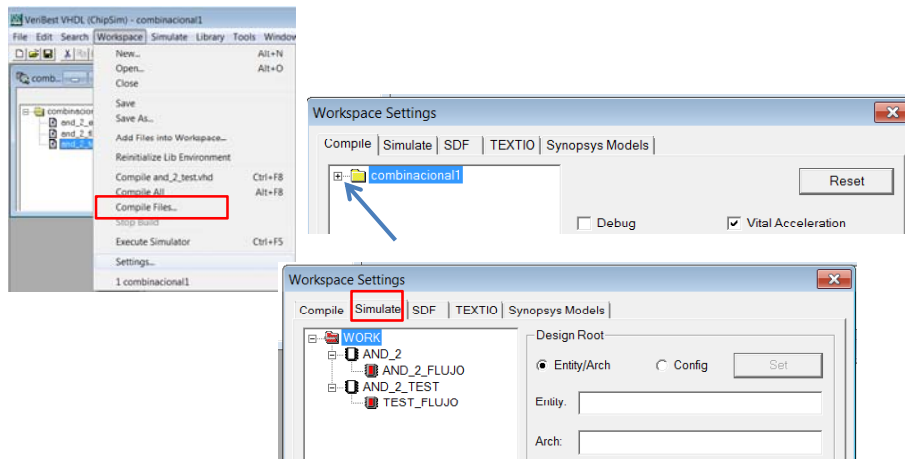 VeriBest VHDL (ChipSim) - combinacional1
File Edit Search Workspace Simulate Library Tools Window
comb...
combinacion
and_2_e
and_2_fl
New... Alt+N
Open... Alt+O
Close
Save
Save As...
Add Files into Workspace...
Reinitialize Lib Environment
Compile and_2_test.vhd Ctrl+F8
Compile All Alt+F8
Compile Files...
Stop Build
Execute Simulator Ctrl+F5
Settings...
1 combinacional1
Workspace Settings
Compile Simulate SDF TEXTIO Synopsys Models
combinacional1
Reset
Debug Vital Acceleration
Workspace Settings
Compile Simulate SDF TEXTIO Synopsys Models
WORK
AND_2
AND_2_FLUJO
AND_2_TEST
TEST_FLUJO
Design Root
Entity/Arch Config Set
Entity:
Arch: